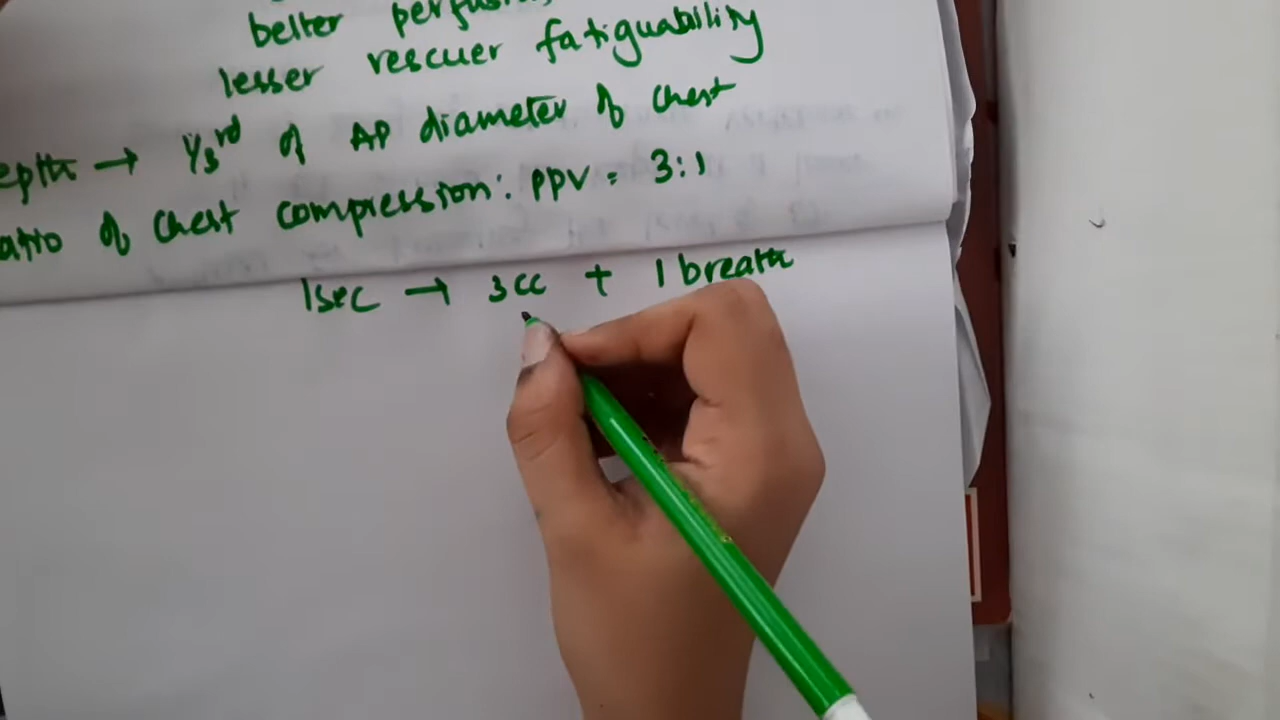 better
lesser rescuer fatiguability
epth → 1/3rd of AP diameter of chest
atio of chest compression: PPV = 3:1
1sec → 3cc + 1 breath